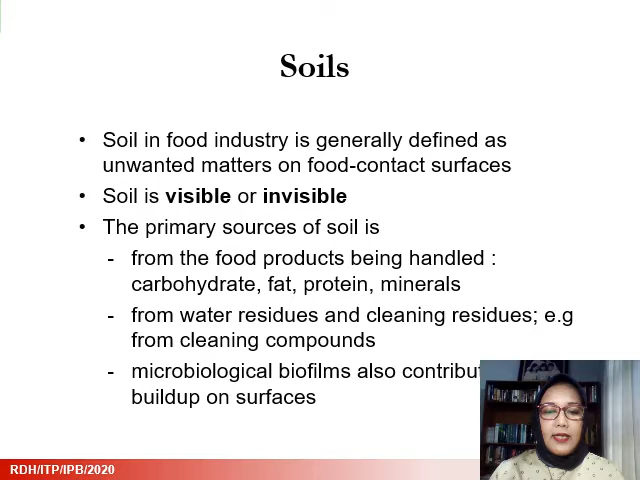 Soils
• Soil in food industry is generally defined as
unwanted matters on food-contact surfaces
• Soil is visible or invisible
• The primary sources of soil is
- from the food products being handled :
carbohydrate, fat, protein, minerals
- from water residues and cleaning residues; e.g
from cleaning compounds
- microbiological biofilms also
buildup on surfaces
RDH/ITP/IPB/2020